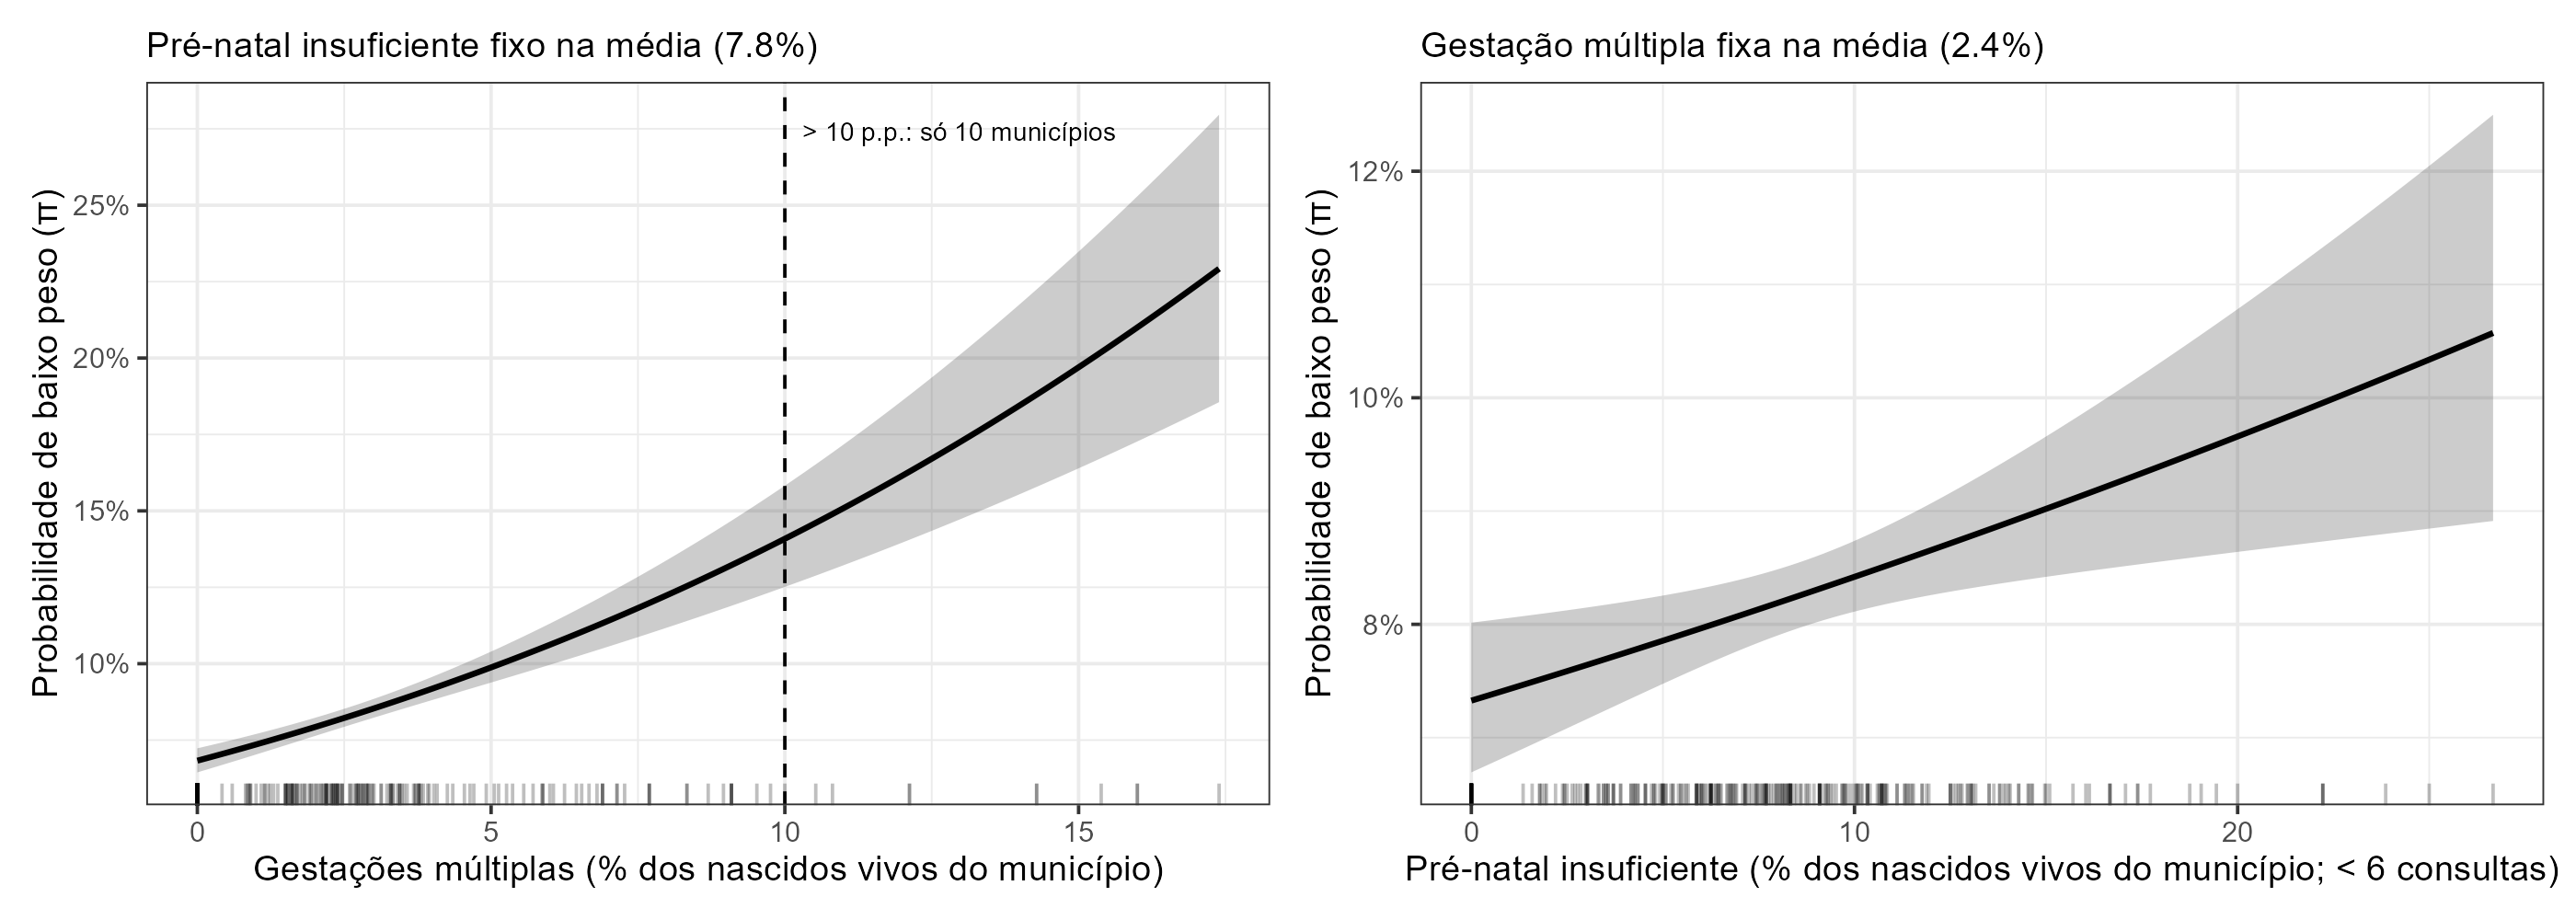 Pré-natal insuficiente fixo na média (7.8%)
> 10 p.p.: só 10 municípios
Probabilidade de baixo peso (π)
25%
20%
15%
10%
0
5
10
15
Gestações múltiplas (% dos nascidos vivos do município)
Gestação múltipla fixa na média (2.4%)
Probabilidade de baixo peso (π)
12%
10%
8%
0
10
20
Pré-natal insuficiente (% dos nascidos vivos do município; < 6 consultas)